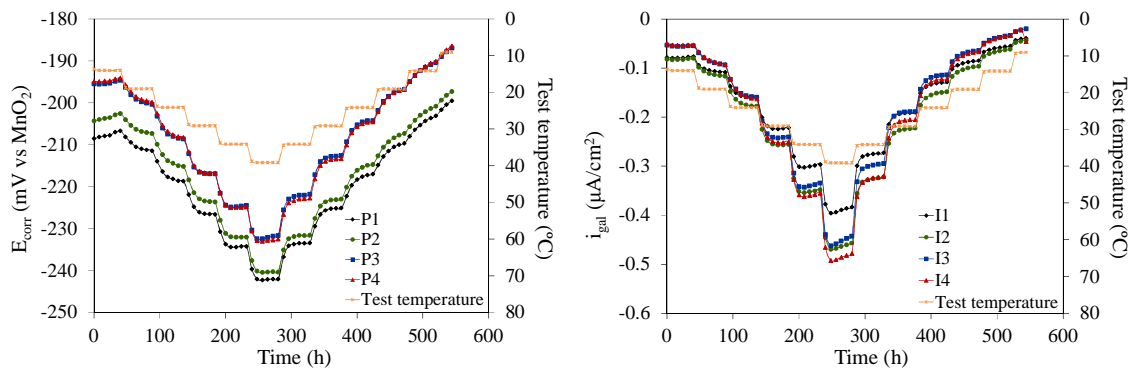 -180
-190
-200
-210
-220
-230
-240
-250
E_corr (mV vs MnO₂)
0
10
20
30
40
50
60
70
80
Test temperature (ºC)
P1
P2
P3
P4
Test temperature
0 100 200 300 400 500 600
Time (h)
0
-0.1
-0.2
-0.3
-0.4
-0.5
-0.6
i_gal (µA/cm²)
0
10
20
30
40
50
60
70
80
Test temperature (ºC)
I1
I2
I3
I4
Test temperature
0 100 200 300 400 500 600
Time (h)